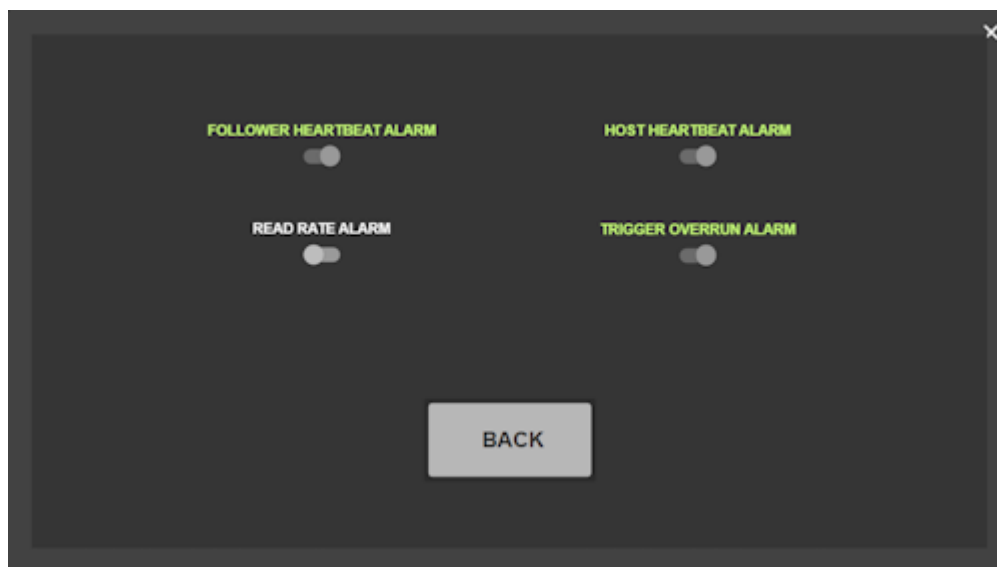 FOLLOWER HEARTBEAT ALARM
HOST HEARTBEAT ALARM
READ RATE ALARM
TRIGGER OVERRUN ALARM
BACK